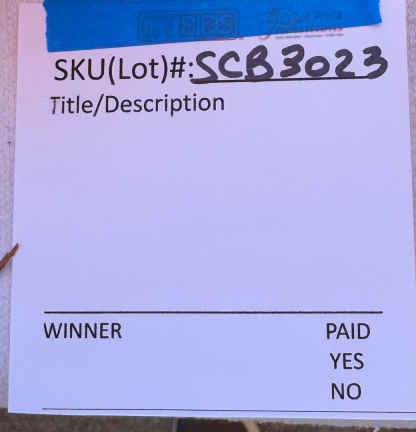 SKU(Lot)#:SCB3023
Title/Description
WINNER PAID
YES
NO